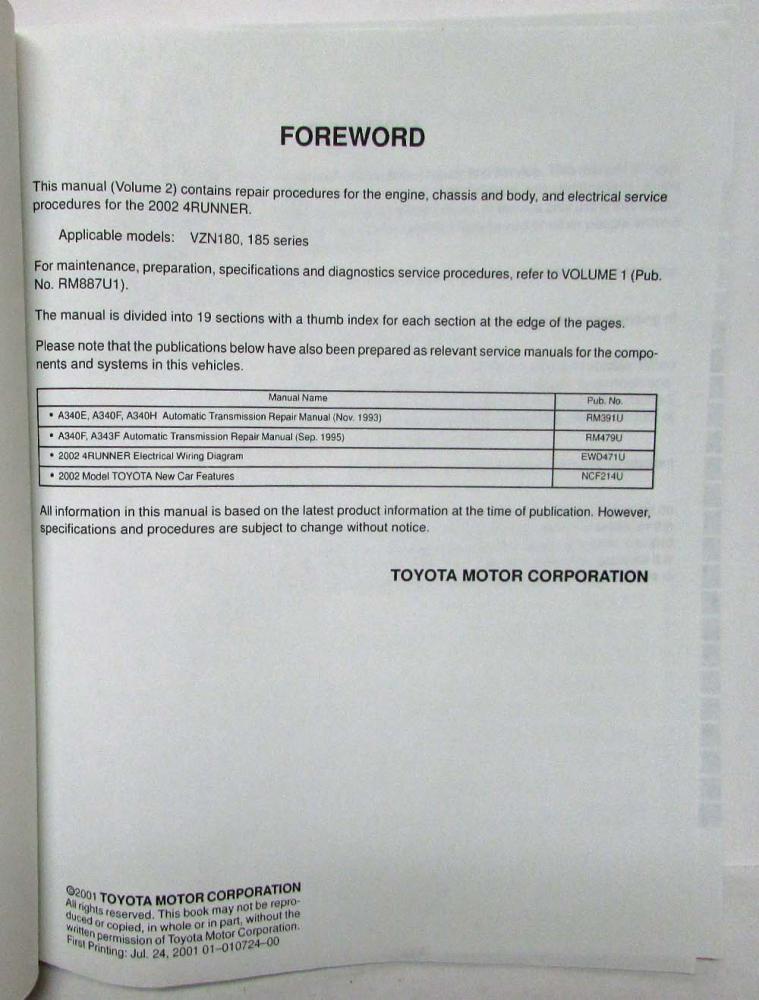 FOREWORD
This manual (Volume 2) contains repair procedures for the engine, chassis and body, and electrical service
procedures for the 2002 4RUNNER.
Applicable models: VZN180, 185 series
For maintenance, preparation, specifications and diagnostics service procedures, refer to VOLUME 1 (Pub.
No. RM887U1).
The manual is divided into 19 sections with a thumb index for each section at the edge of the pages.
Please note that the publications below have also been prepared as relevant service manuals for the compo-
nents and systems in this vehicles.
Manual Name Pub. No.
• A340E, A340F, A340H Automatic Transmission Repair Manual (Nov. 1993) RM391U
• A340F, A343F Automatic Transmission Repair Manual (Sep. 1995) RM479U
• 2002 4RUNNER Electrical Wiring Diagram EWD471U
• 2002 Model TOYOTA New Car Features NCF214U
All information in this manual is based on the latest product information at the time of publication. However,
specifications and procedures are subject to change without notice.
TOYOTA MOTOR CORPORATION
©2001 TOYOTA MOTOR CORPORATION
All rights reserved. This book may not be repro-
duced or copied, in whole or in part, without the
written permission of Toyota Motor Corporation.
First Printing: Jul. 24, 2001 01–010724–00